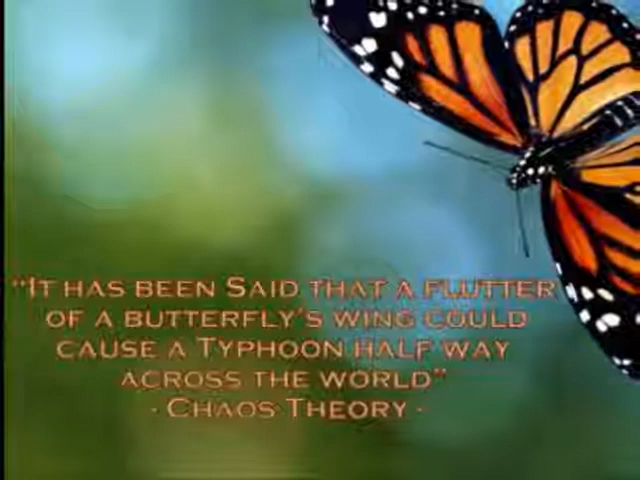 "It has been Said that a flutter
of a butterfly's wing could
cause a Typhoon half way
across the world"
- Chaos Theory -